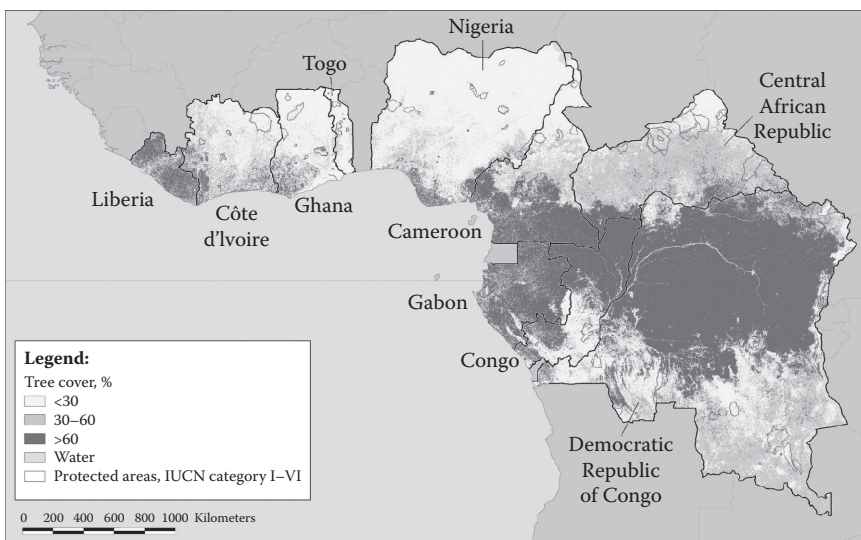 Nigeria
Togo
Central
African
Republic
Liberia
Côte
d'Ivoire
Ghana
Cameroon
Gabon
Congo
Democratic
Republic
of Congo
Legend:
Tree cover, %
<30
30–60
>60
Water
Protected areas, IUCN category I–VI
0 200 400 600 800 1000 Kilometers